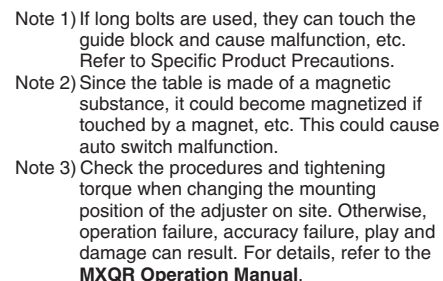 Note 1) If long bolts are used, they can touch the
guide block and cause malfunction, etc.
Refer to Specific Product Precautions.
Note 2) Since the table is made of a magnetic
substance, it could become magnetized if
touched by a magnet, etc. This could cause
auto switch malfunction.
Note 3) Check the procedures and tightening
torque when changing the mounting
position of the adjuster on site. Otherwise,
operation failure, accuracy failure, play and
damage can result. For details, refer to the
MXQR Operation Manual.